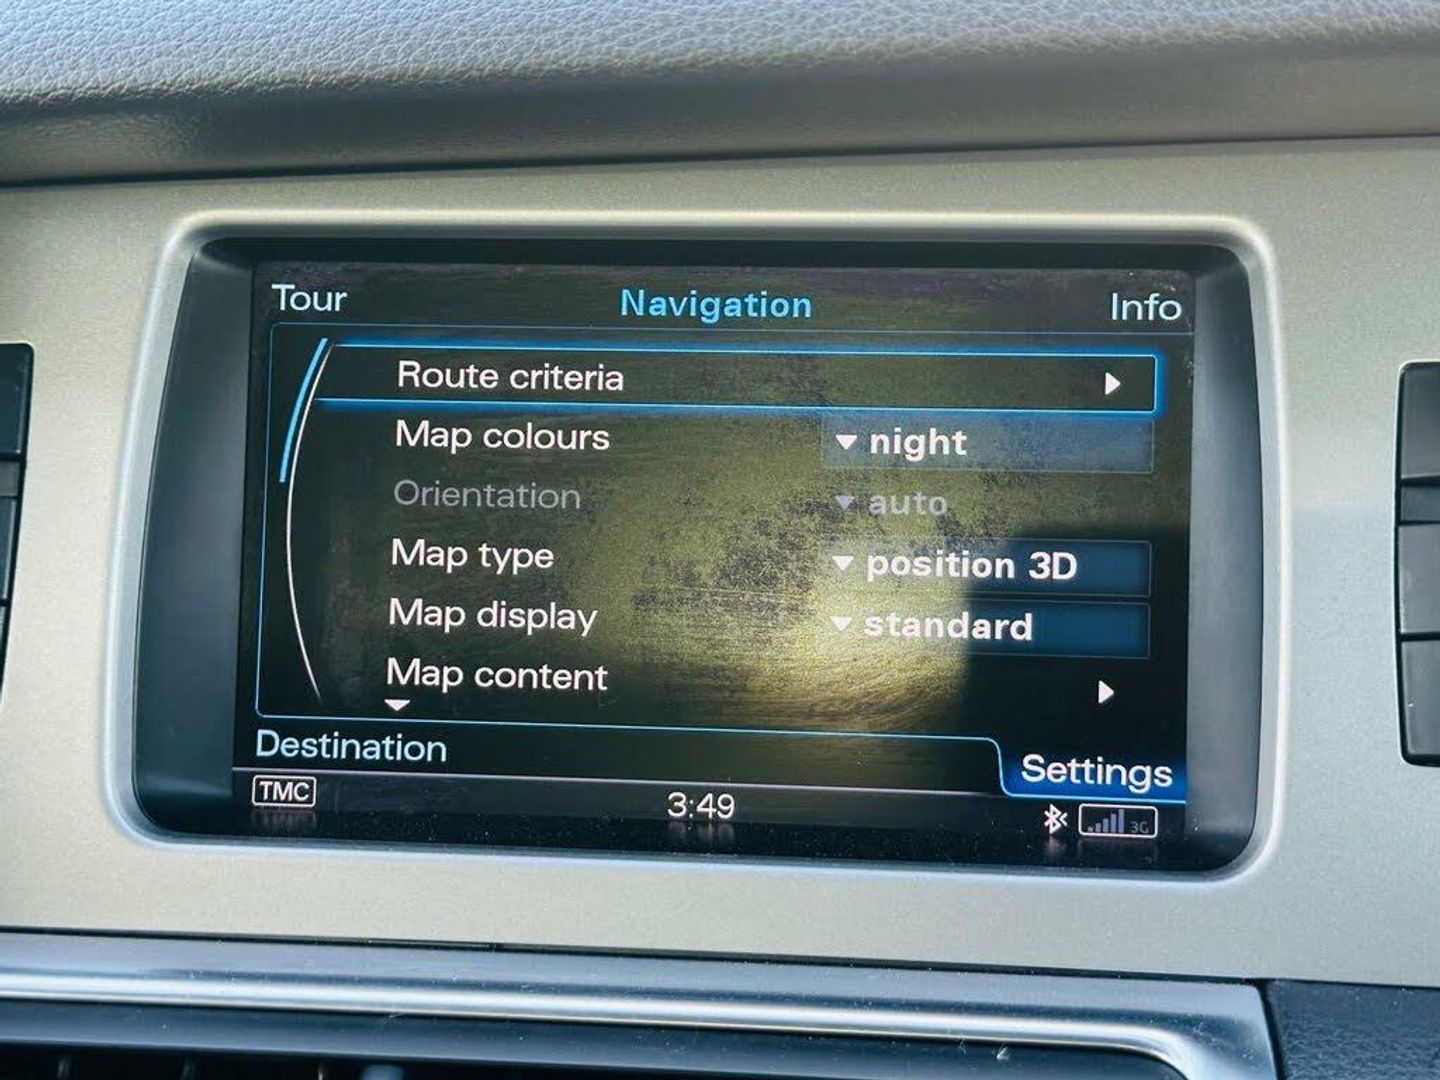 Tour Navigation Info
Route criteria
Map colours night
Orientation auto
Map type position 3D
Map display standard
Map content
Destination Settings
TMC 3:49 3G